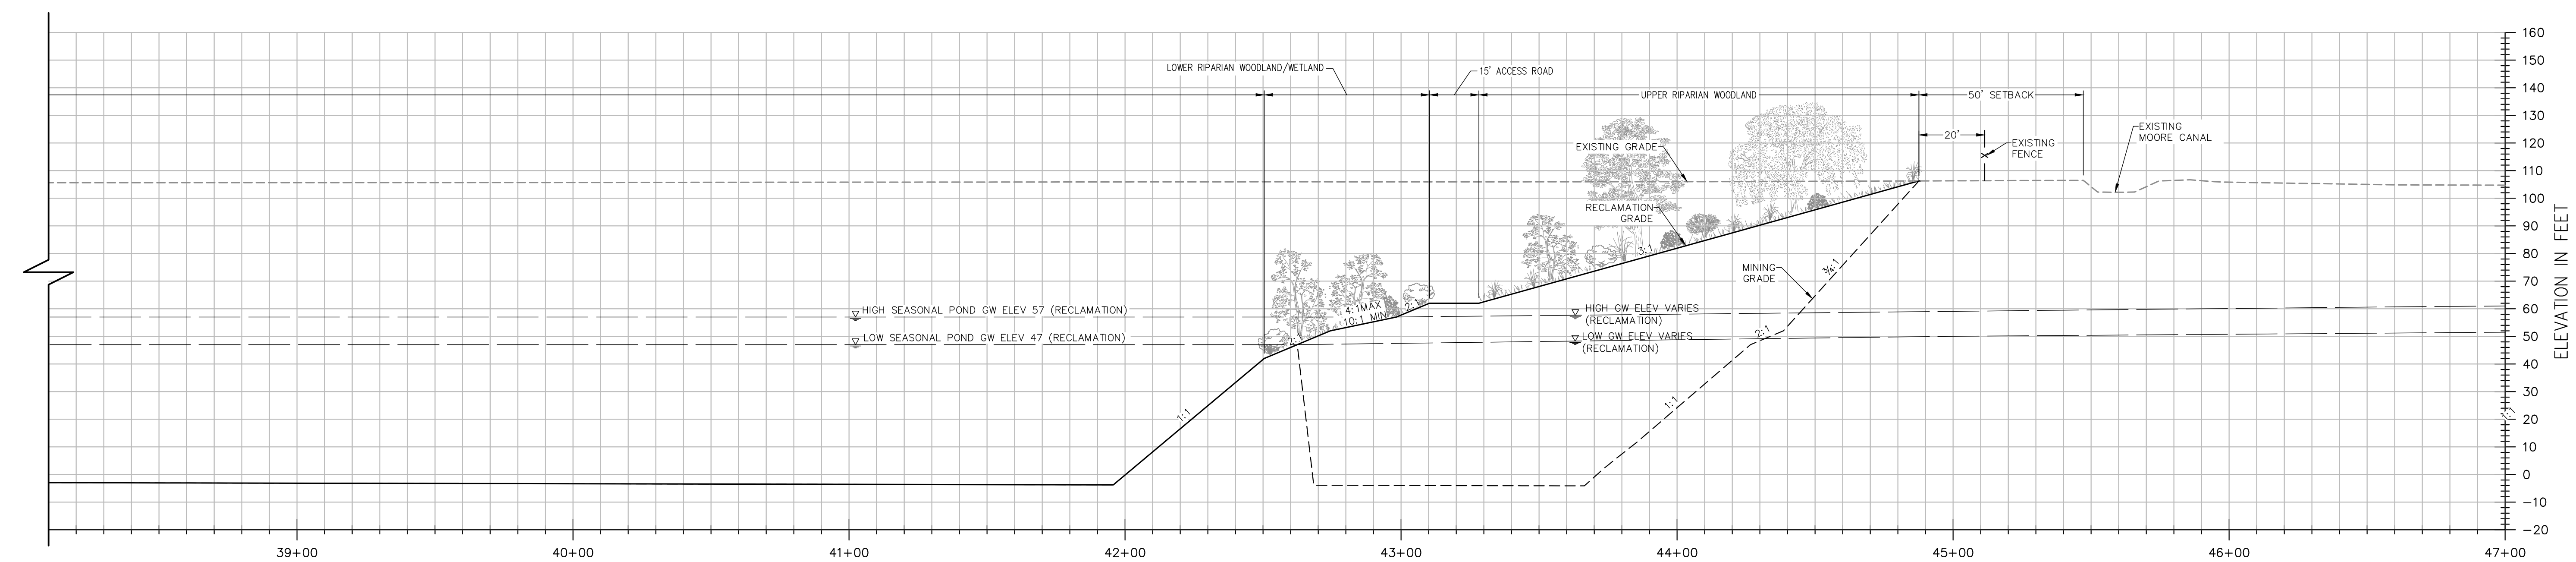 LOWER RIPARIAN WOODLAND/WETLAND
15' ACCESS ROAD
UPPER RIPARIAN WOODLAND
50' SETBACK
20'
EXISTING
FENCE
EXISTING
MOORE CANAL
EXISTING GRADE
RECLAMATION
GRADE
3:1
MINING
GRADE
3/4:1
4:1MAX
10:1 MIN
2:1
2:1
HIGH SEASONAL POND GW ELEV 57 (RECLAMATION)
LOW SEASONAL POND GW ELEV 47 (RECLAMATION)
HIGH GW ELEV VARIES
(RECLAMATION)
LOW GW ELEV VARIES
(RECLAMATION)
2:1
1:1
1:1
160
150
140
130
120
110
100
90
80
70
60
50
40
30
20
10
0
-10
-20
ELEVATION IN FEET
39+00
40+00
41+00
42+00
43+00
44+00
45+00
46+00
47+00